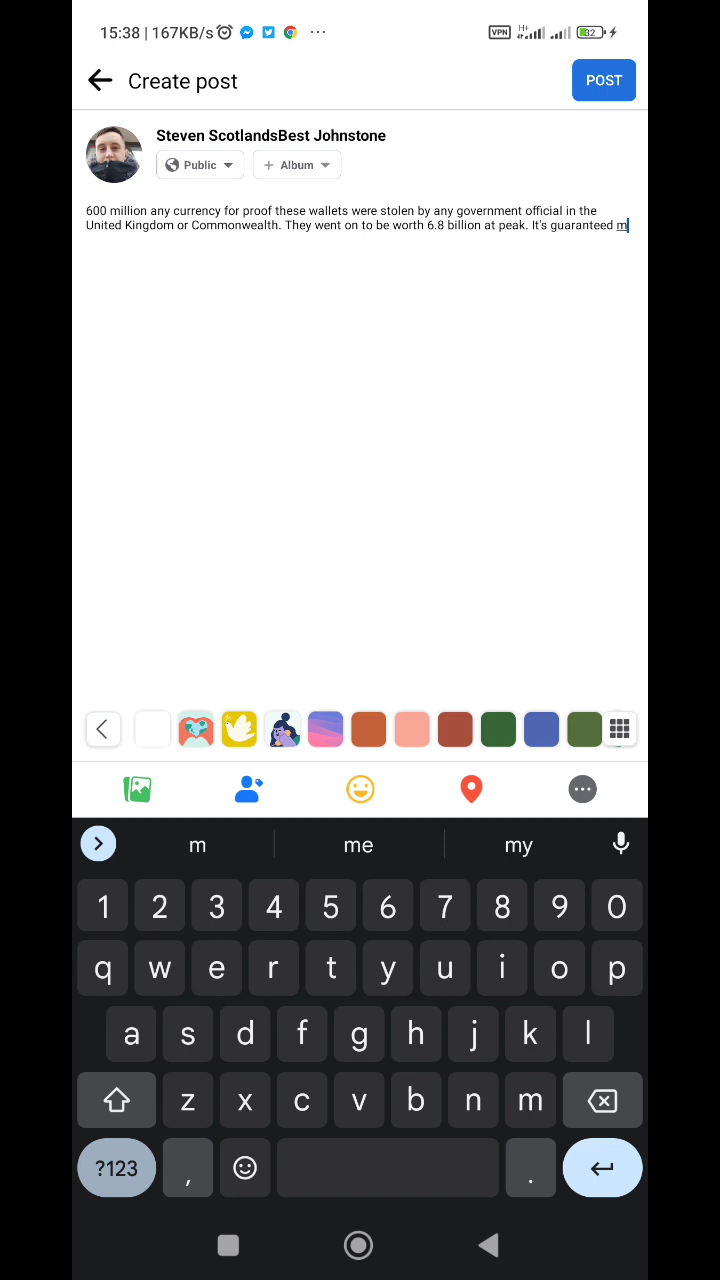 15:38 | 167KB/s ··· VPN H+ 32
Create post POST
Steven ScotlandsBest Johnstone
Public + Album
600 million any currency for proof these wallets were stolen by any government official in the
United Kingdom or Commonwealth. They went on to be worth 6.8 billion at peak. It's guaranteed m
m me my
1 2 3 4 5 6 7 8 9 0
q w e r t y u i o p
a s d f g h j k l
z x c v b n m
?123 , .